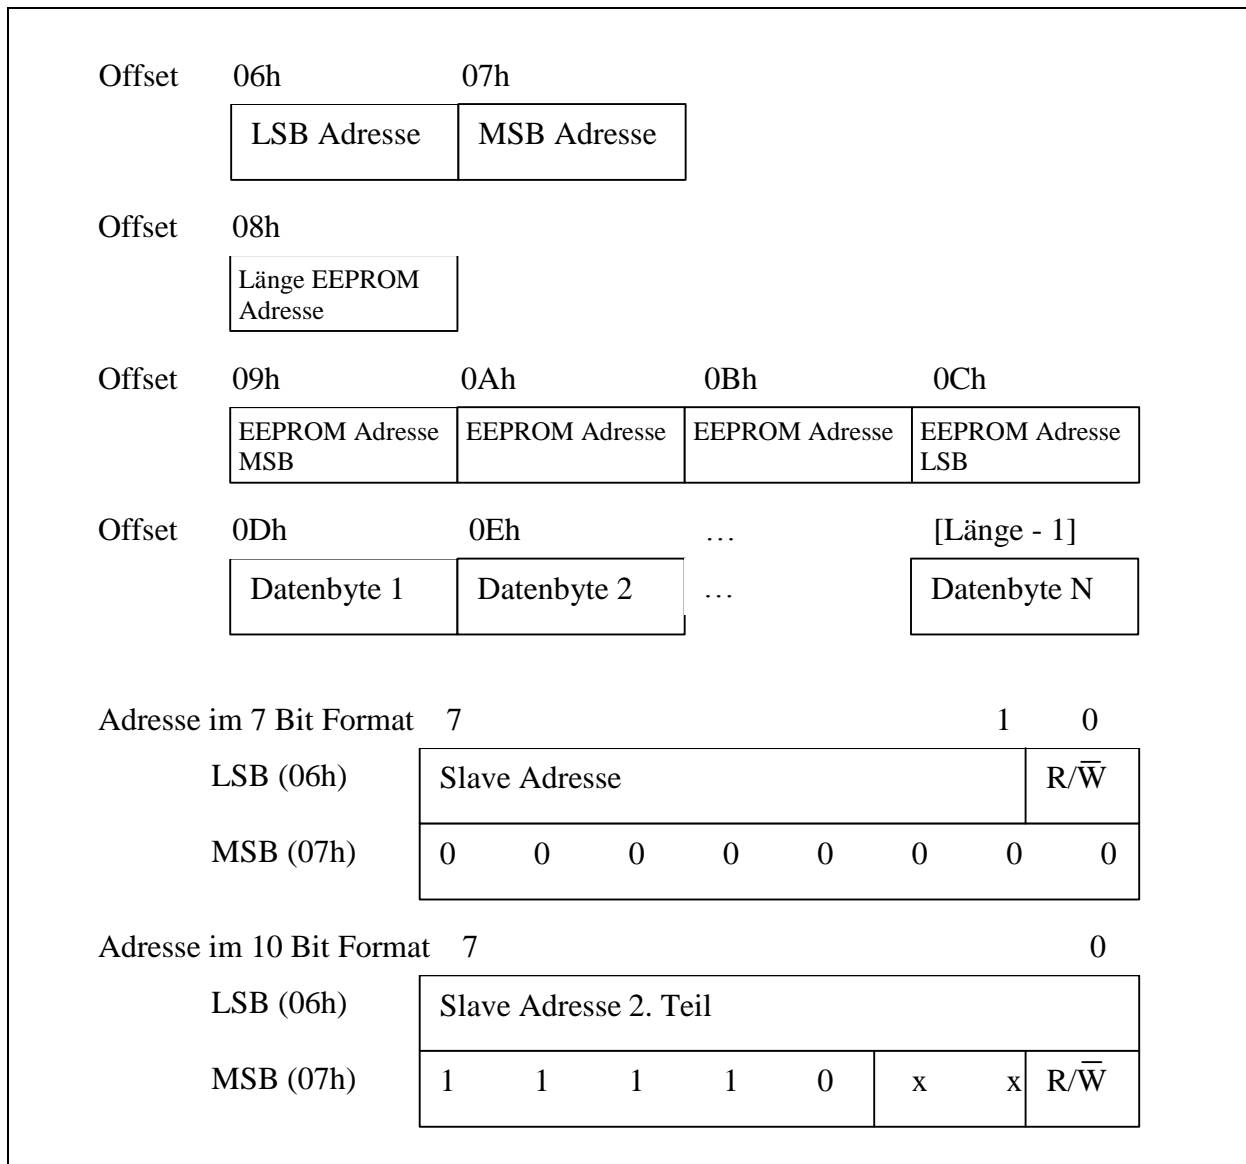 Offset 06h 07h
LSB Adresse MSB Adresse
Offset 08h
Länge EEPROM
Adresse
Offset 09h 0Ah 0Bh 0Ch
EEPROM Adresse EEPROM Adresse EEPROM Adresse EEPROM Adresse
MSB LSB
Offset 0Dh 0Eh … [Länge - 1]
Datenbyte 1 Datenbyte 2 … Datenbyte N
Adresse im 7 Bit Format 7 1 0
LSB (06h) Slave Adresse R/W̅
MSB (07h) 0 0 0 0 0 0 0 0
Adresse im 10 Bit Format 7 0
LSB (06h) Slave Adresse 2. Teil
MSB (07h) 1 1 1 1 0 x x R/W̅